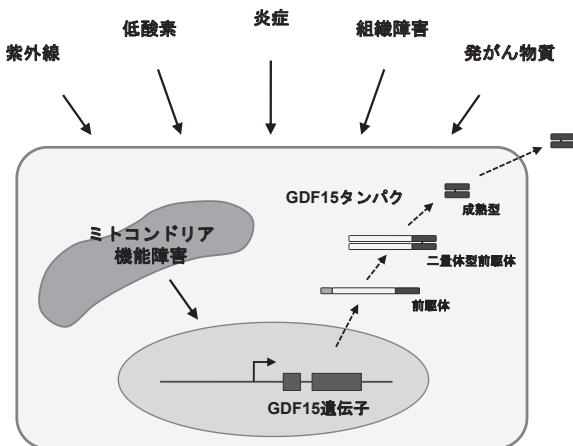 紫外線
低酸素
炎症
組織障害
発がん物質
GDF15タンパク
成熟型
ミトコンドリア
機能障害
二量体型前駆体
前駆体
GDF15遺伝子